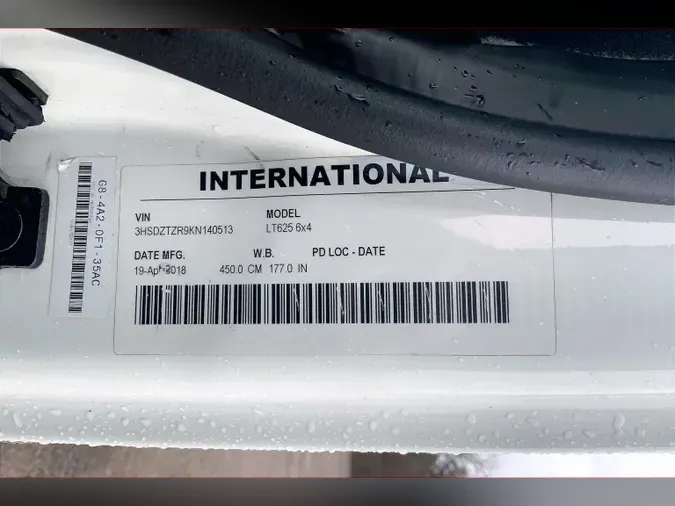 INTERNATIONAL
VIN MODEL
3HSDZTZR9KN140513 LT625 6x4
DATE MFG. W.B. PD LOC - DATE
19-Apr-2018 450.0 CM 177.0 IN
G8-4A2-0F1-35AC